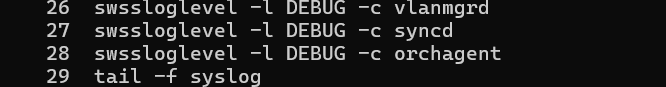 26 swssloglevel -l DEBUG -c vlanmgrd
27 swssloglevel -l DEBUG -c syncd
28 swssloglevel -l DEBUG -c orchagent
29 tail -f syslog